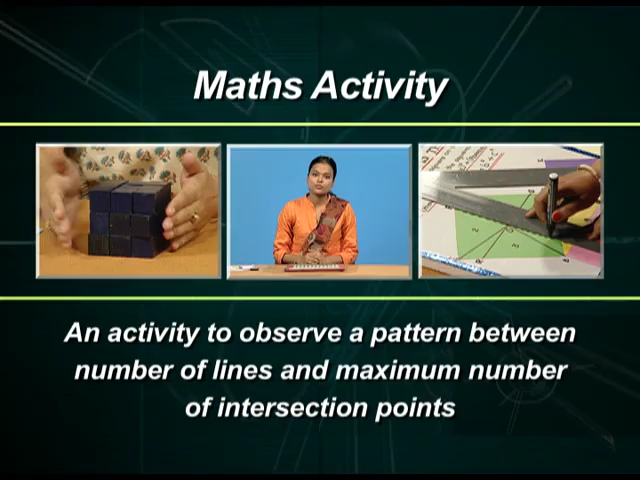 Maths Activity
An activity to observe a pattern between
number of lines and maximum number
of intersection points